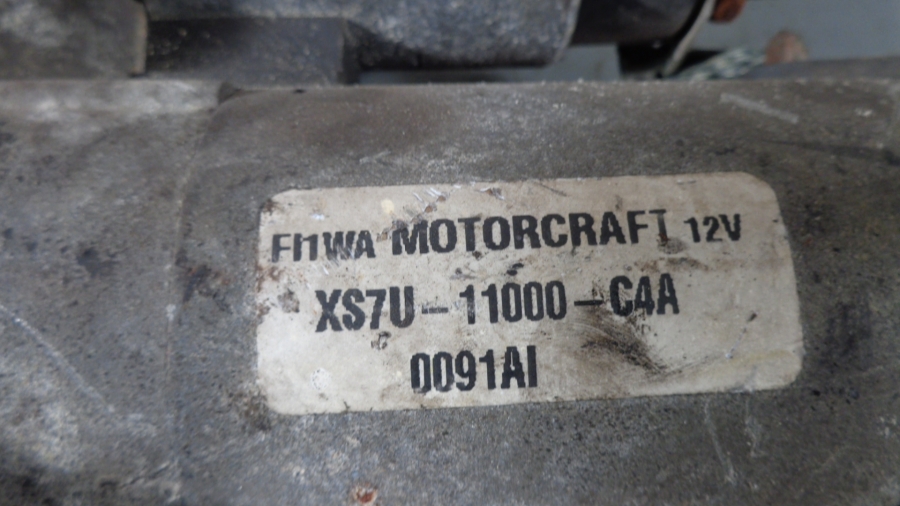 FI1WA MOTORCRAFT 12V
XS7U-11000-C4A
0091AI